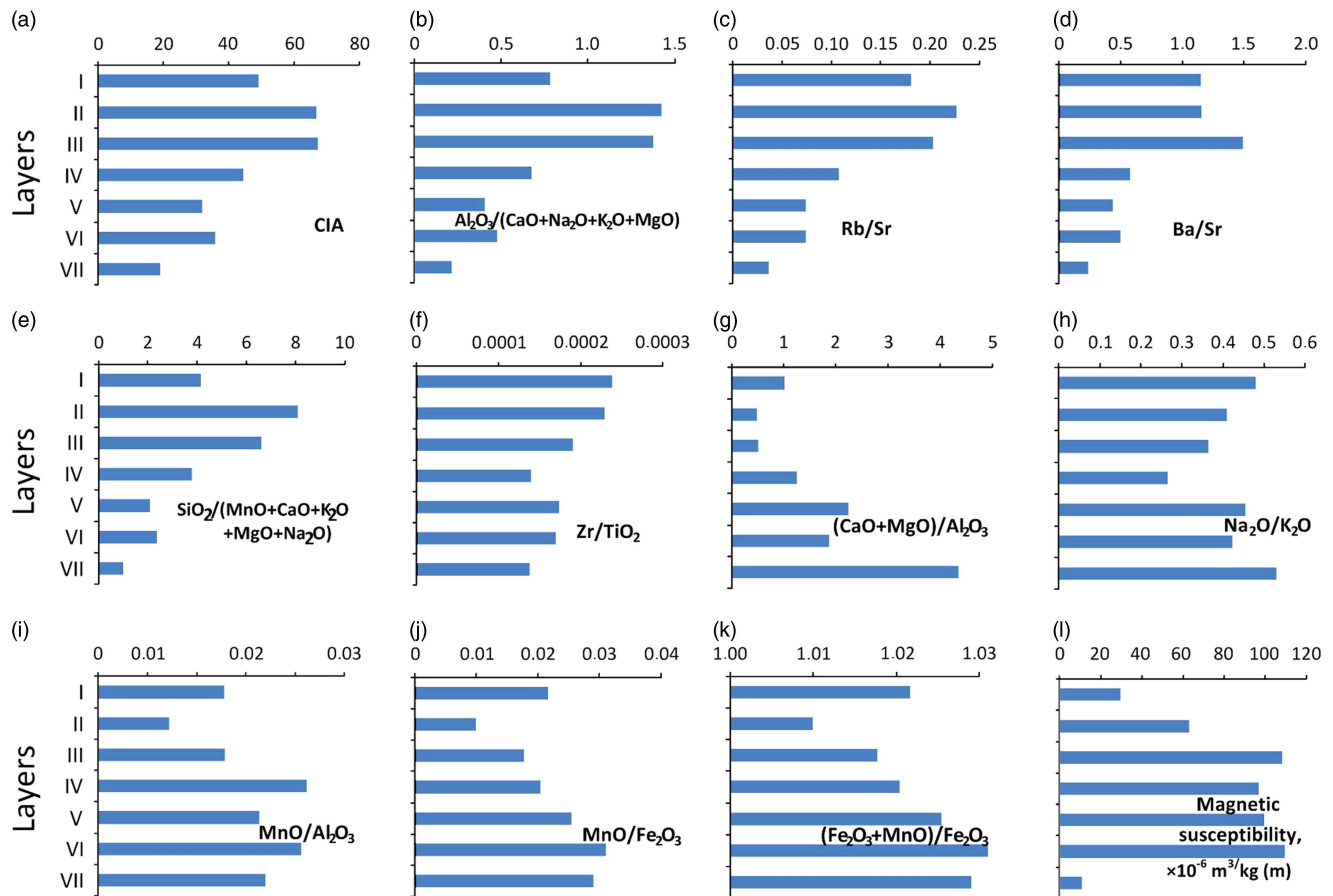 (a) (b) (c) (d)
0 20 40 60 80 0 0.5 1.0 1.5 0 0.05 0.10 0.15 0.20 0.25 0 0.5 1.0 1.5 2.0
Layers
I
II
III
IV
V
VI
VII
CIA
Al₂O₃/(CaO+Na₂O+K₂O+MgO)
Rb/Sr
Ba/Sr
(e) (f) (g) (h)
0 2 4 6 8 10 0 0.0001 0.0002 0.0003 0 1 2 3 4 5 0 0.1 0.2 0.3 0.4 0.5 0.6
Layers
I
II
III
IV
V
VI
VII
SiO₂/(MnO+CaO+K₂O
+MgO+Na₂O)
Zr/TiO₂
(CaO+MgO)/Al₂O₃
Na₂O/K₂O
(i) (j) (k) (l)
0 0.01 0.02 0.03 0 0.01 0.02 0.03 0.04 1.00 1.01 1.02 1.03 0 20 40 60 80 100 120
Layers
I
II
III
IV
V
VI
VII
MnO/Al₂O₃
MnO/Fe₂O₃
(Fe₂O₃+MnO)/Fe₂O₃
Magnetic
susceptibility,
×10⁻⁶ m³/kg (m)